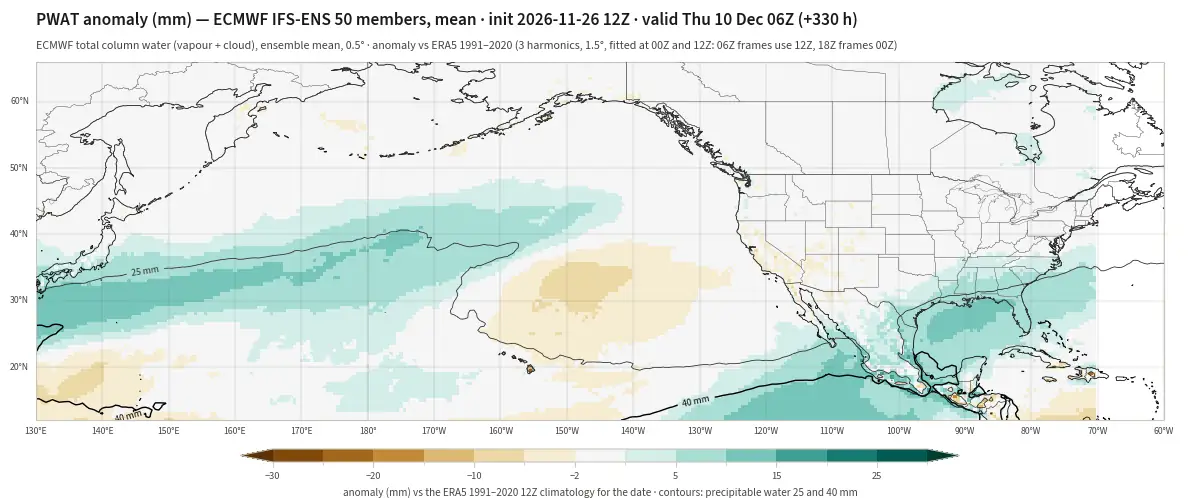 PWAT anomaly (mm) — ECMWF IFS-ENS 50 members, mean · init 2026-11-26 12Z · valid Thu 10 Dec 06Z (+330 h)
ECMWF total column water (vapour + cloud), ensemble mean, 0.5° · anomaly vs ERA5 1991–2020 (3 harmonics, 1.5°, fitted at 00Z and 12Z: 06Z frames use 12Z, 18Z frames 00Z)
60°N
50°N
40°N
30°N
20°N
25 mm
40 mm
40 mm
130°E 140°E 150°E 160°E 170°E 180° 170°W 160°W 150°W 140°W 130°W 120°W 110°W 100°W 90°W 80°W 70°W 60°W
−30 −20 −10 −2 5 15 25
anomaly (mm) vs the ERA5 1991–2020 12Z climatology for the date · contours: precipitable water 25 and 40 mm